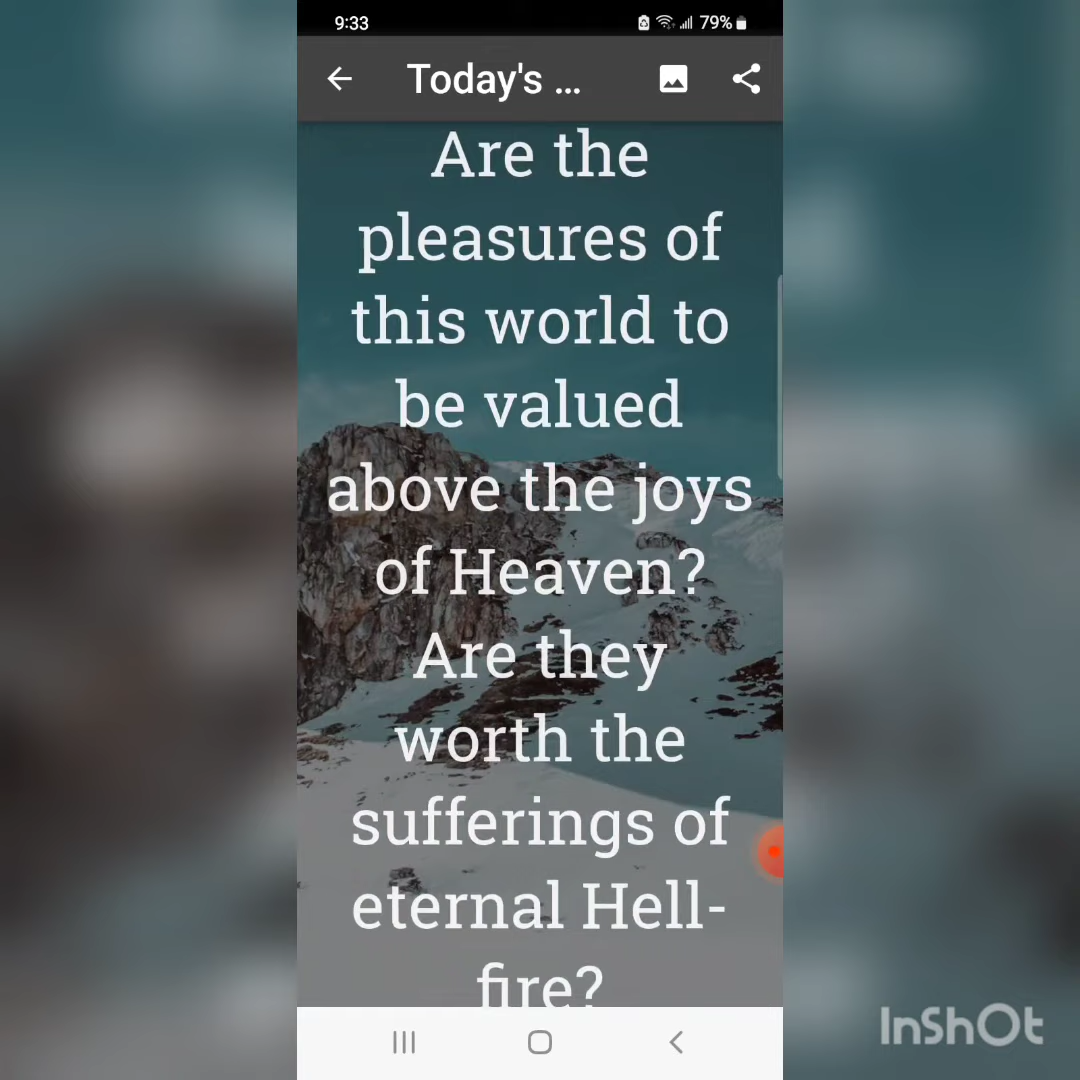 9:33 79%
Today's ...
Are the
pleasures of
this world to
be valued
above the joys
of Heaven?
Are they
worth the
sufferings of
eternal Hell-
fire?
InShOt